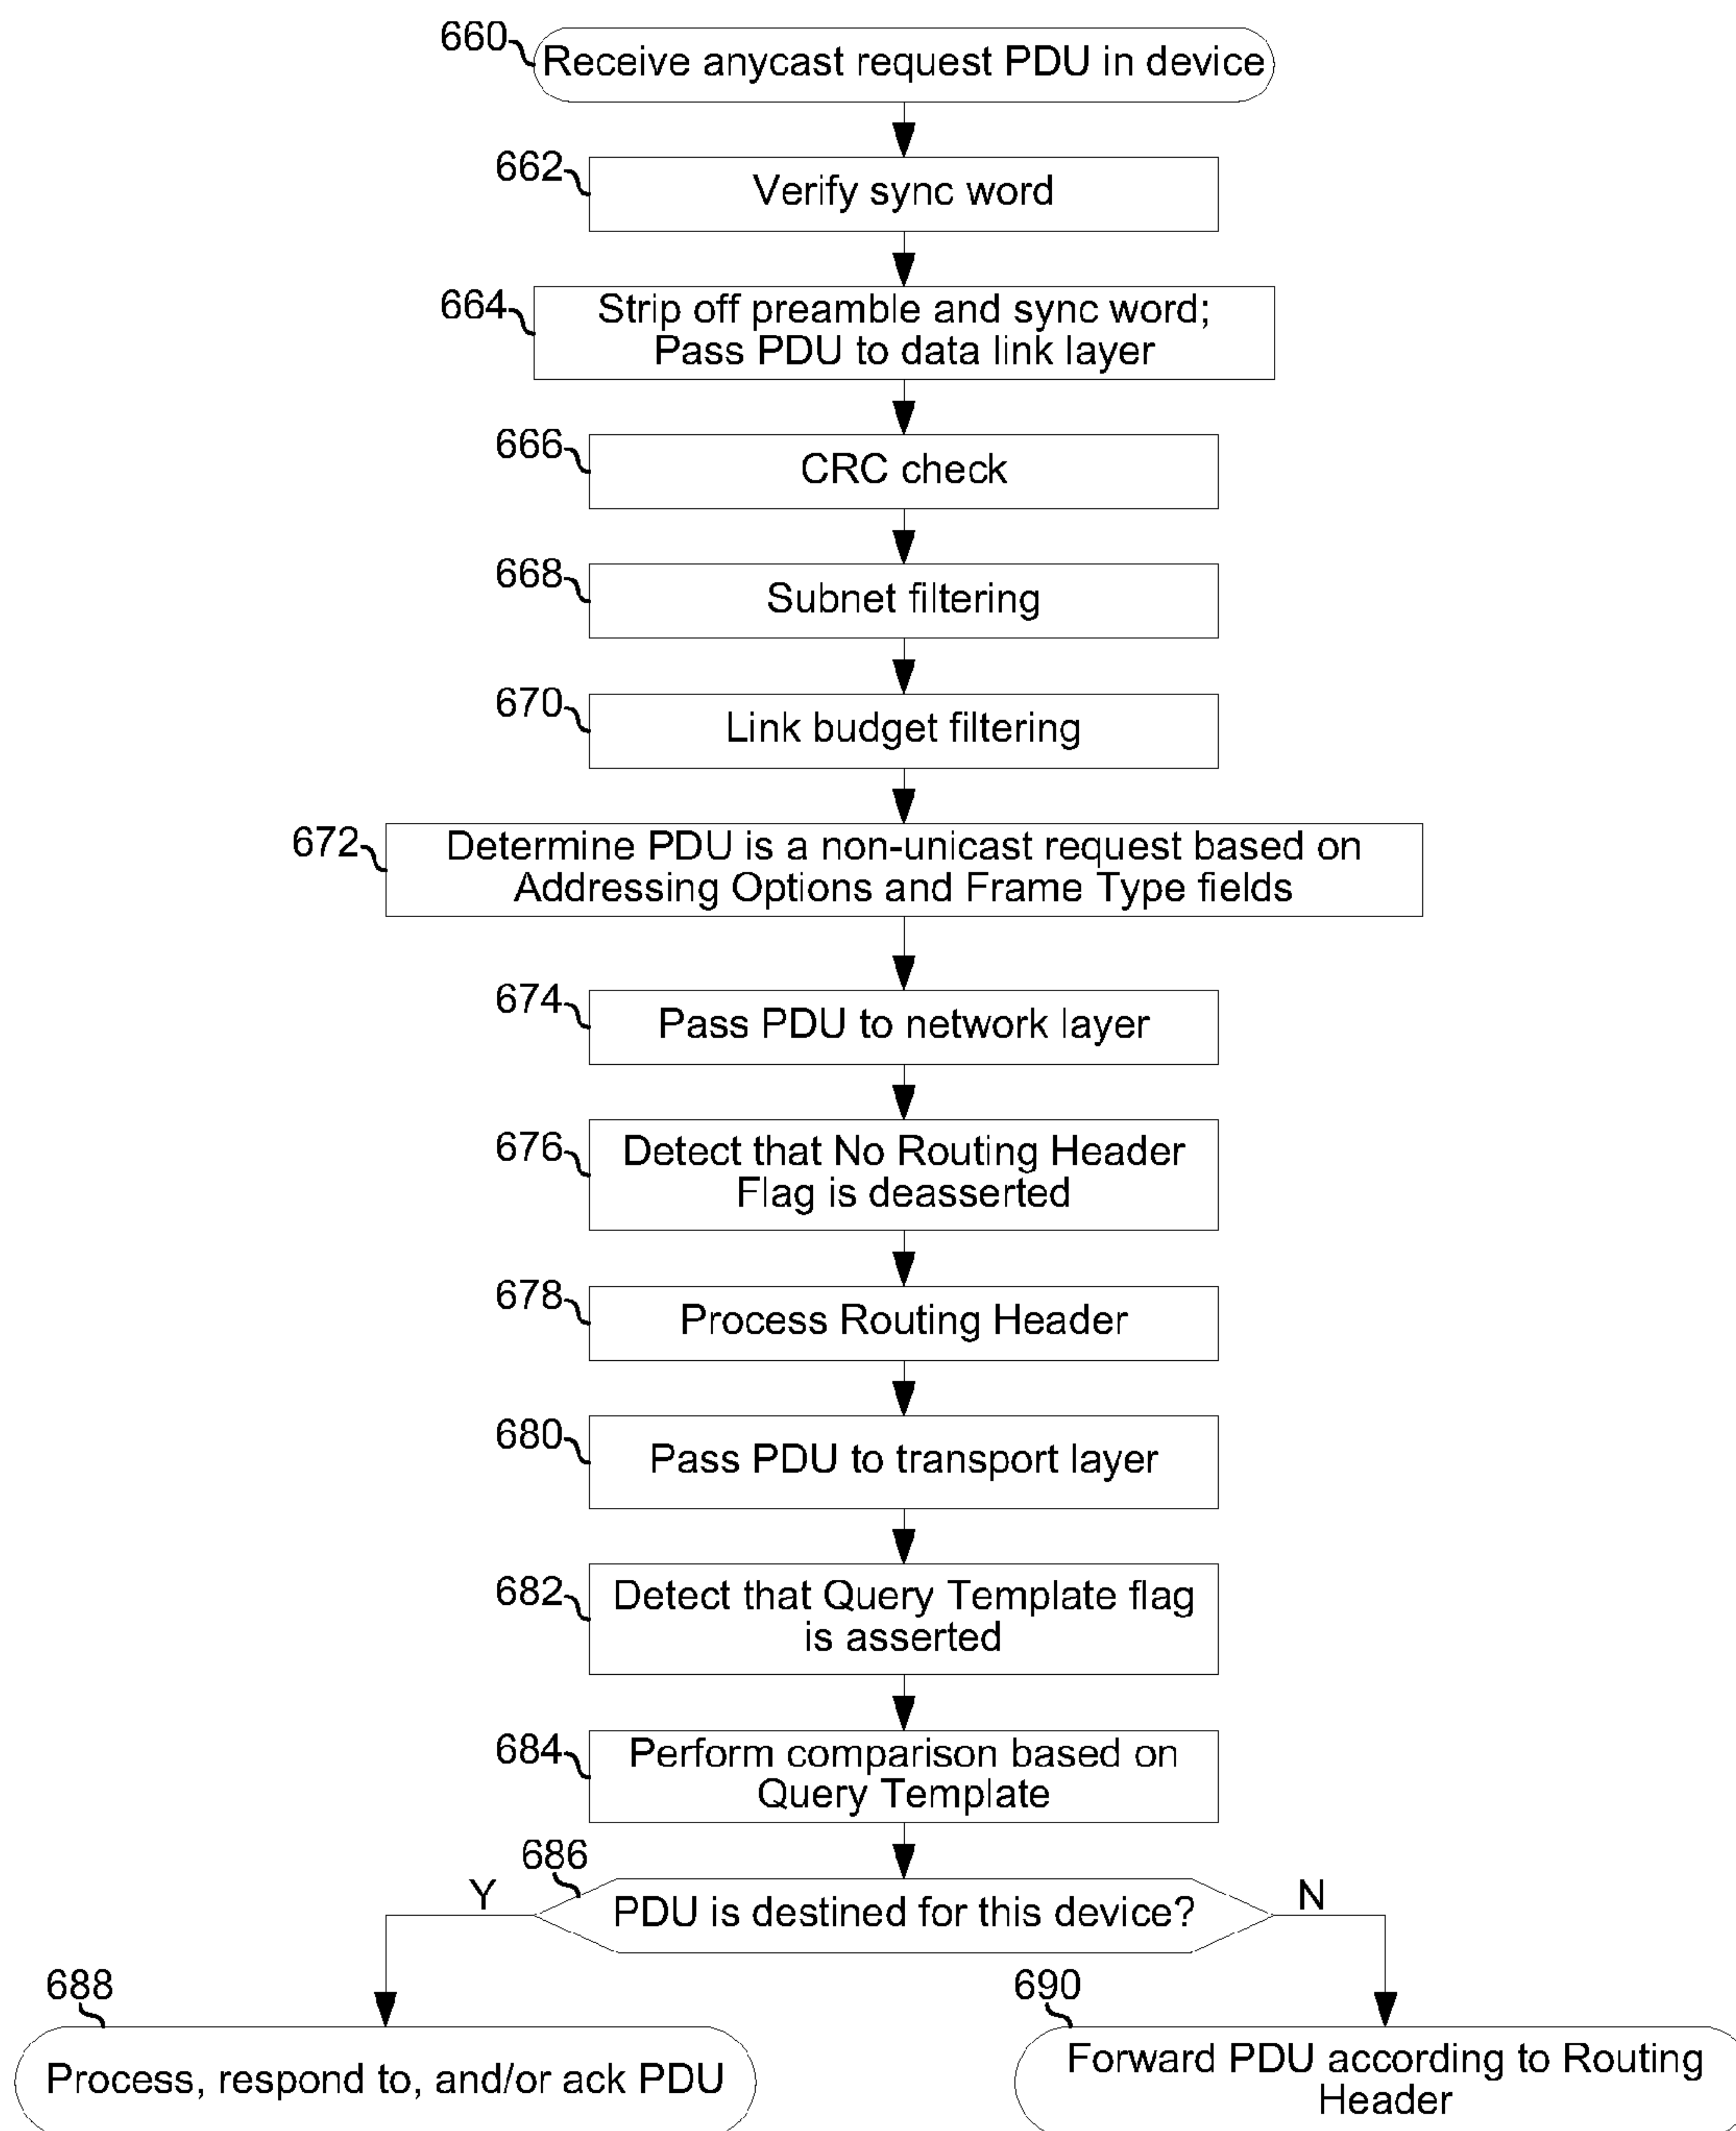 660
Receive anycast request PDU in device
662
Verify sync word
664
Strip off preamble and sync word;
Pass PDU to data link layer
666
CRC check
668
Subnet filtering
670
Link budget filtering
672
Determine PDU is a non-unicast request based on
Addressing Options and Frame Type fields
674
Pass PDU to network layer
676
Detect that No Routing Header
Flag is deasserted
678
Process Routing Header
680
Pass PDU to transport layer
682
Detect that Query Template flag
is asserted
684
Perform comparison based on
Query Template
686
Y
PDU is destined for this device?
N
688
Process, respond to, and/or ack PDU
690
Forward PDU according to Routing
Header